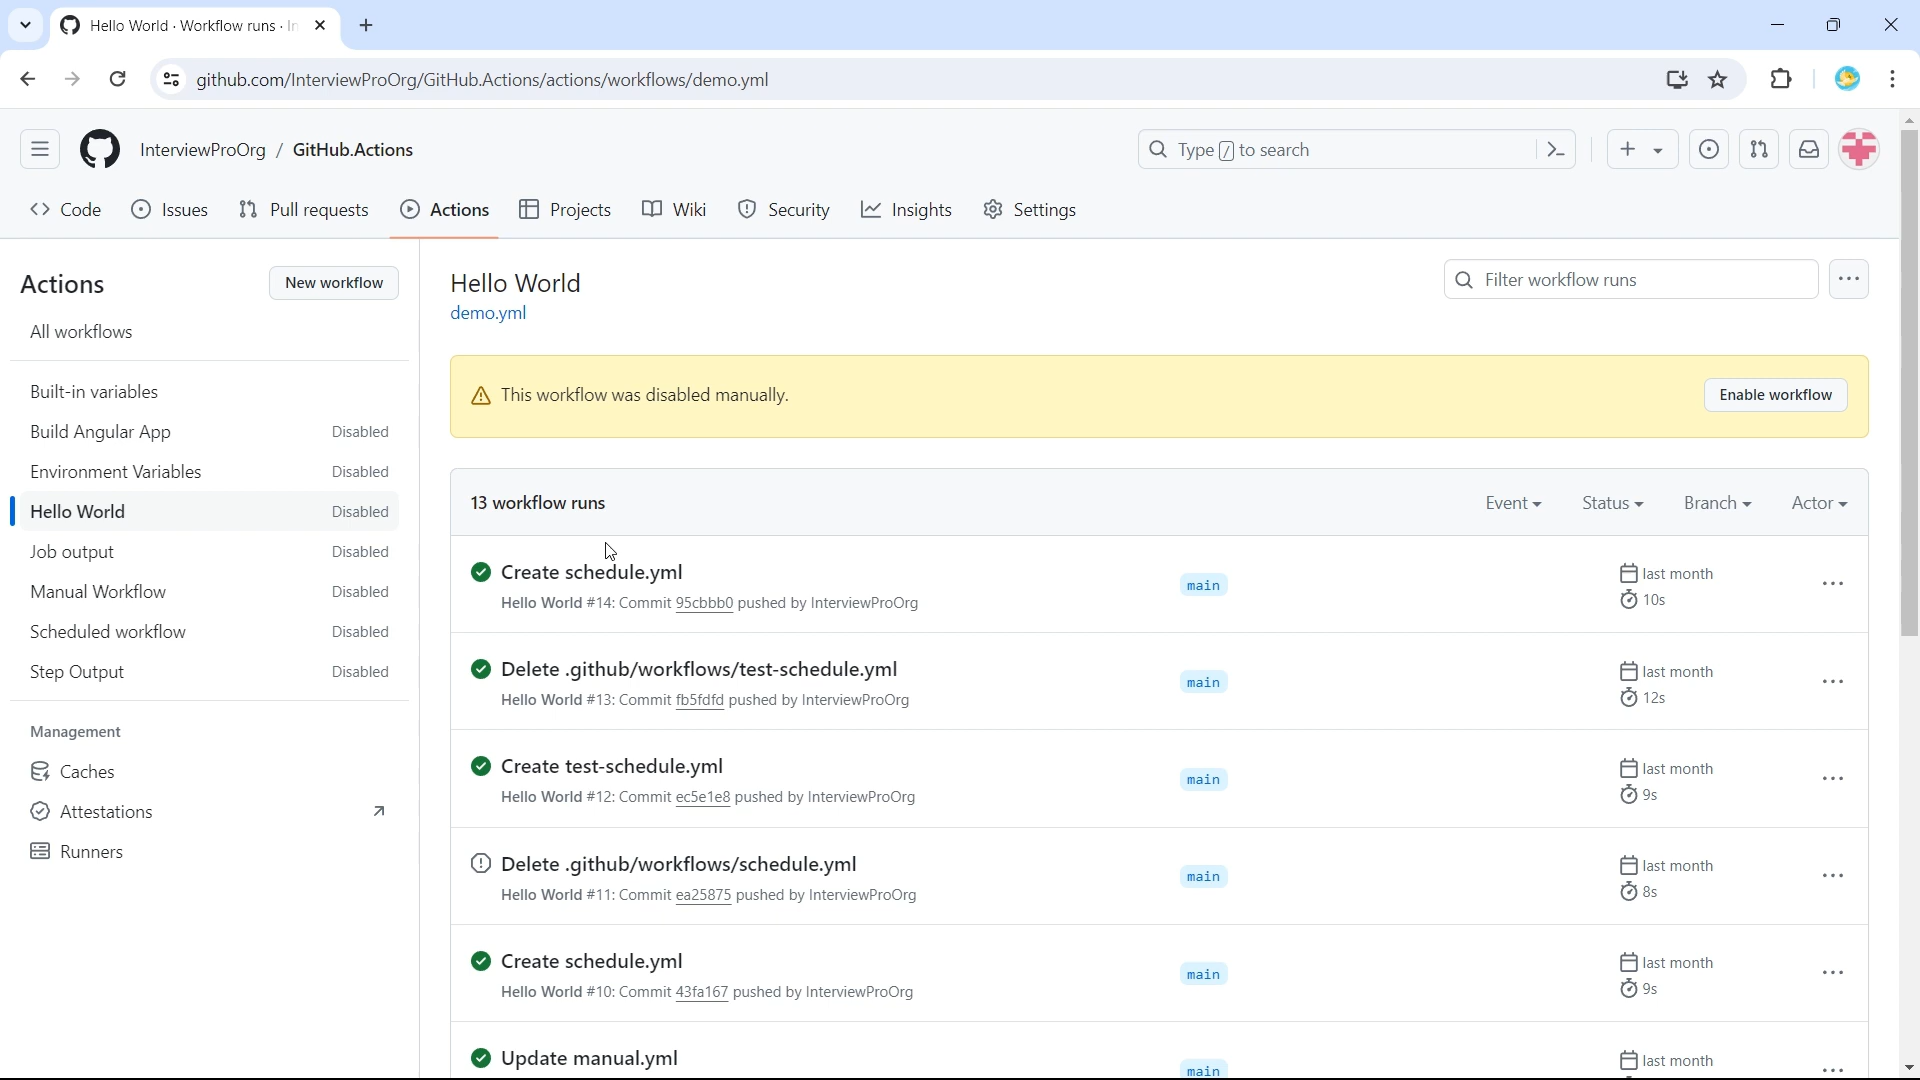 Hello World · Workflow runs · In
github.com/InterviewProOrg/GitHub.Actions/actions/workflows/demo.yml
InterviewProOrg / GitHub.Actions
Type / to search
Code
Issues
Pull requests
Actions
Projects
Wiki
Security
Insights
Settings
Actions
New workflow
All workflows
Built-in variables
Build Angular App Disabled
Environment Variables Disabled
Hello World Disabled
Job output Disabled
Manual Workflow Disabled
Scheduled workflow Disabled
Step Output Disabled
Management
Caches
Attestations
Runners
Hello World
demo.yml
Filter workflow runs
This workflow was disabled manually.
Enable workflow
13 workflow runs
Event
Status
Branch
Actor
Create schedule.yml
Hello World #14: Commit 95cbbb0 pushed by InterviewProOrg
main
last month
10s
Delete .github/workflows/test-schedule.yml
Hello World #13: Commit fb5fdfd pushed by InterviewProOrg
main
last month
12s
Create test-schedule.yml
Hello World #12: Commit ec5e1e8 pushed by InterviewProOrg
main
last month
9s
Delete .github/workflows/schedule.yml
Hello World #11: Commit ea25875 pushed by InterviewProOrg
main
last month
8s
Create schedule.yml
Hello World #10: Commit 43fa167 pushed by InterviewProOrg
main
last month
9s
Update manual.yml
main
last month